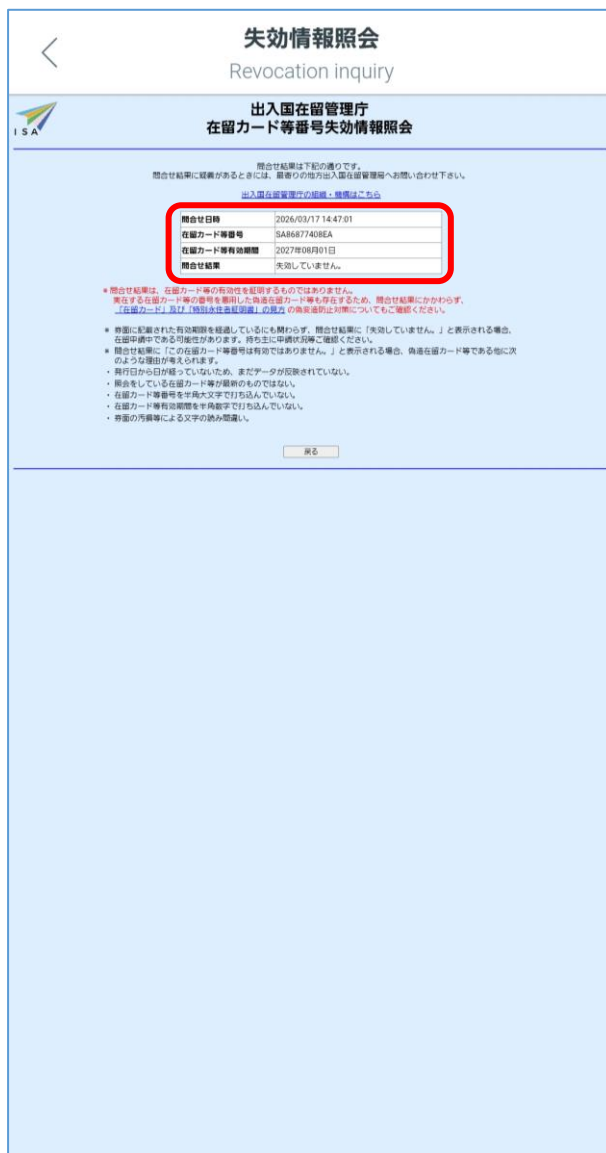 失効情報照会
Revocation inquiry
ISA
出入国在留管理庁
在留カード等番号失効情報照会
問合せ結果は下記の通りです。
問合せ結果に疑義があるときには、最寄りの地方出入国在留管理局へお問い合わせ下さい。
出入国在留管理庁の組織・機構はこちら
問合せ日時 2026/03/17 14:47:01
在留カード等番号 SA86877408EA
在留カード等有効期間 2027年08月01日
問合せ結果 失効していません。
※問合せ結果は、在留カード等の有効性を証明するものではありません。
実在する在留カード等の番号を悪用した偽造在留カード等も存在するため、問合せ結果にかかわらず、
「在留カード」及び「特別永住者証明書」の見方 の偽変造防止対策についてもご確認ください。
※ 券面に記載された有効期限を経過しているにも関わらず、問合せ結果に「失効していません。」と表示される場合、
在留申請中である可能性があります。持ち主に申請状況等ご確認ください。
※ 問合せ結果に「この在留カード等番号は有効ではありません。」と表示される場合、偽造在留カード等である他に次
のような理由が考えられます。
・ 発行日から日が経っていないため、まだデータが反映されていない。
・ 照会をしている在留カード等が最新のものではない。
・ 在留カード等番号を半角大文字で打ち込んでいない。
・ 在留カード等有効期間を半角数字で打ち込んでいない。
・ 券面の汚損等による文字の読み間違い。
戻る